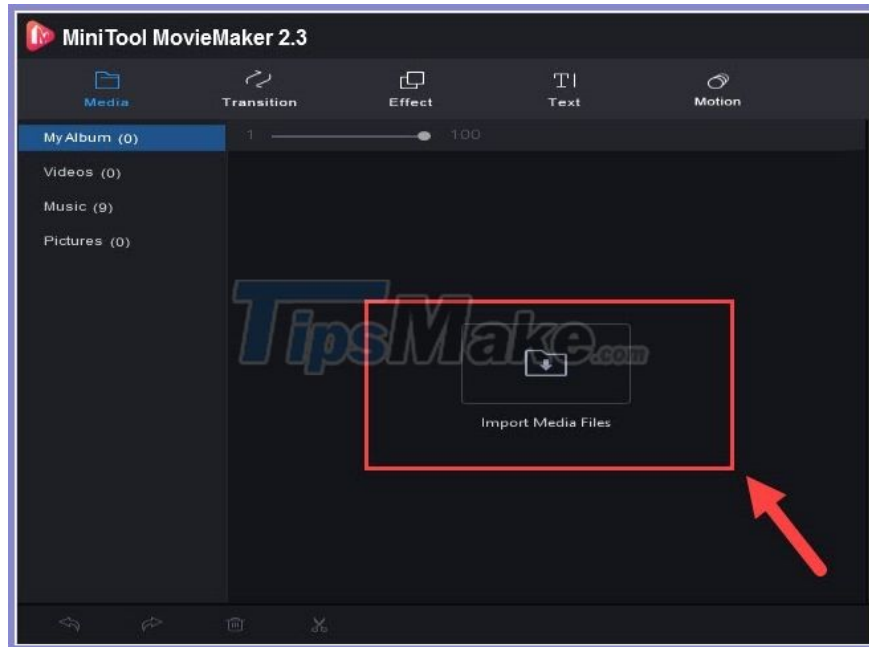 MiniTool MovieMaker 2.3
Media Transition Effect Text Motion
My Album (0) 1 100
Videos (0)
Music (9)
Pictures (0)
TipsMake.com
Import Media Files